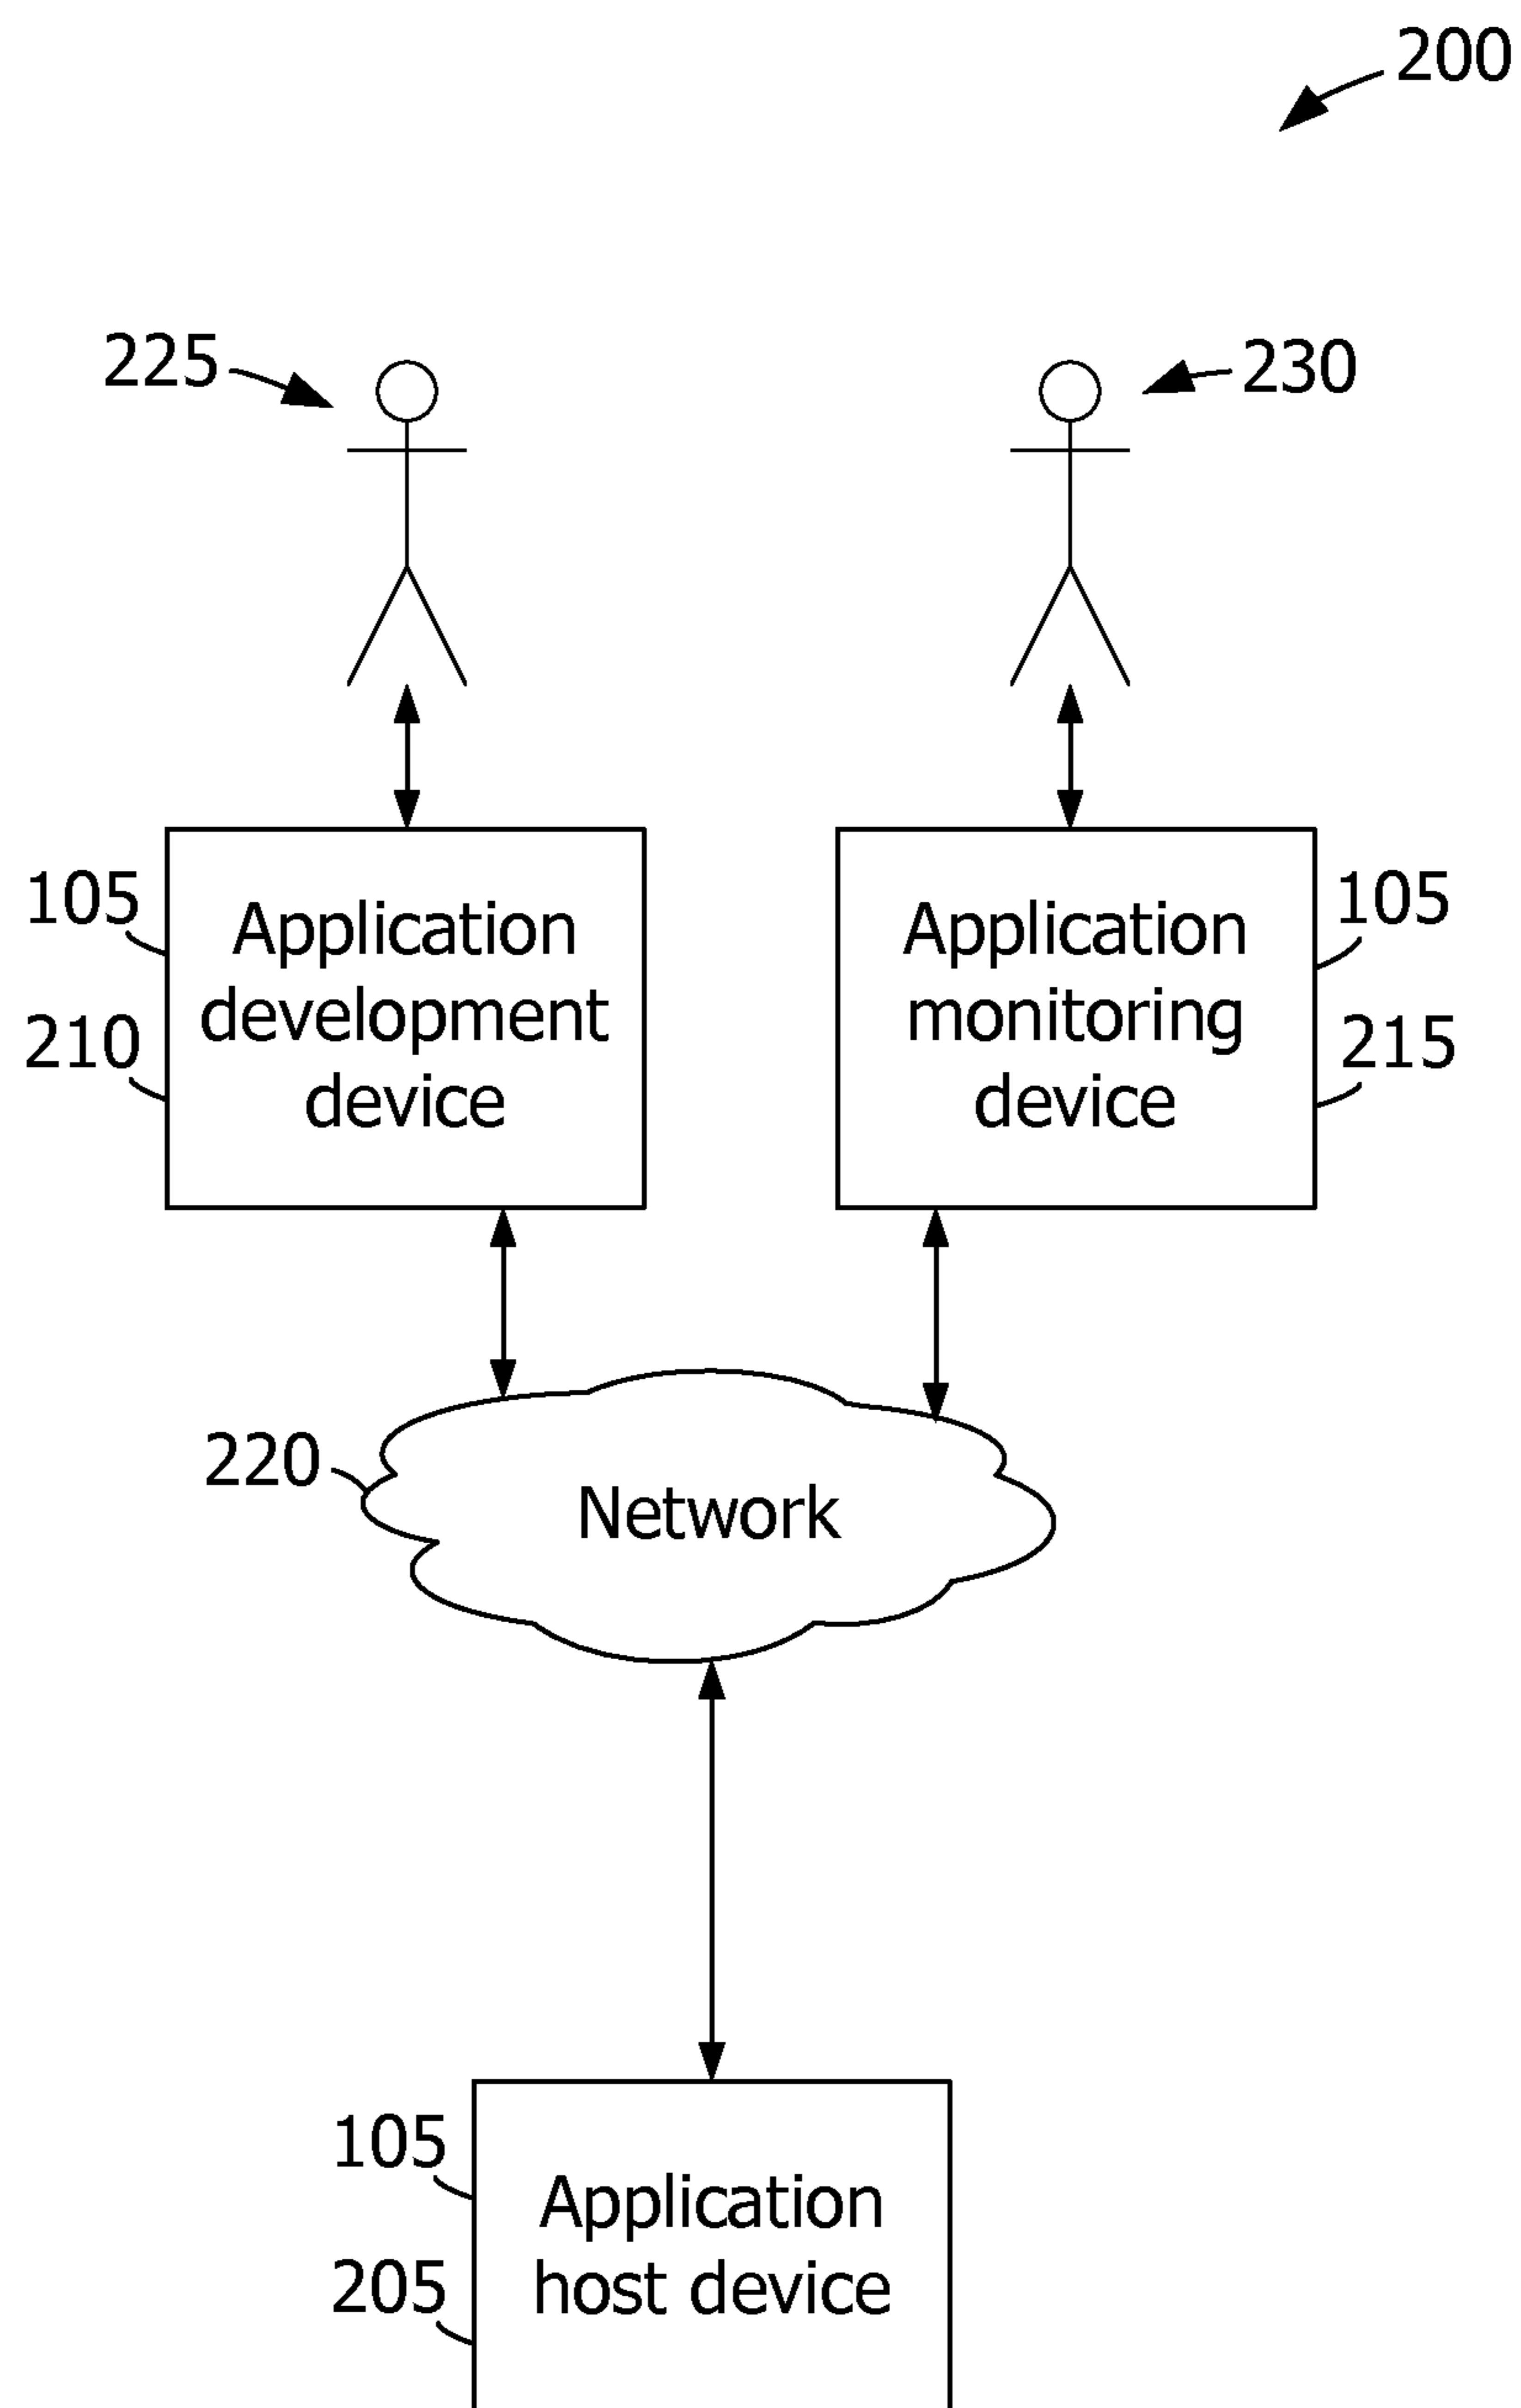 200
225
230
105
Application
development
device
210
Application
monitoring
device
105
215
220
Network
105
205
Application
host device